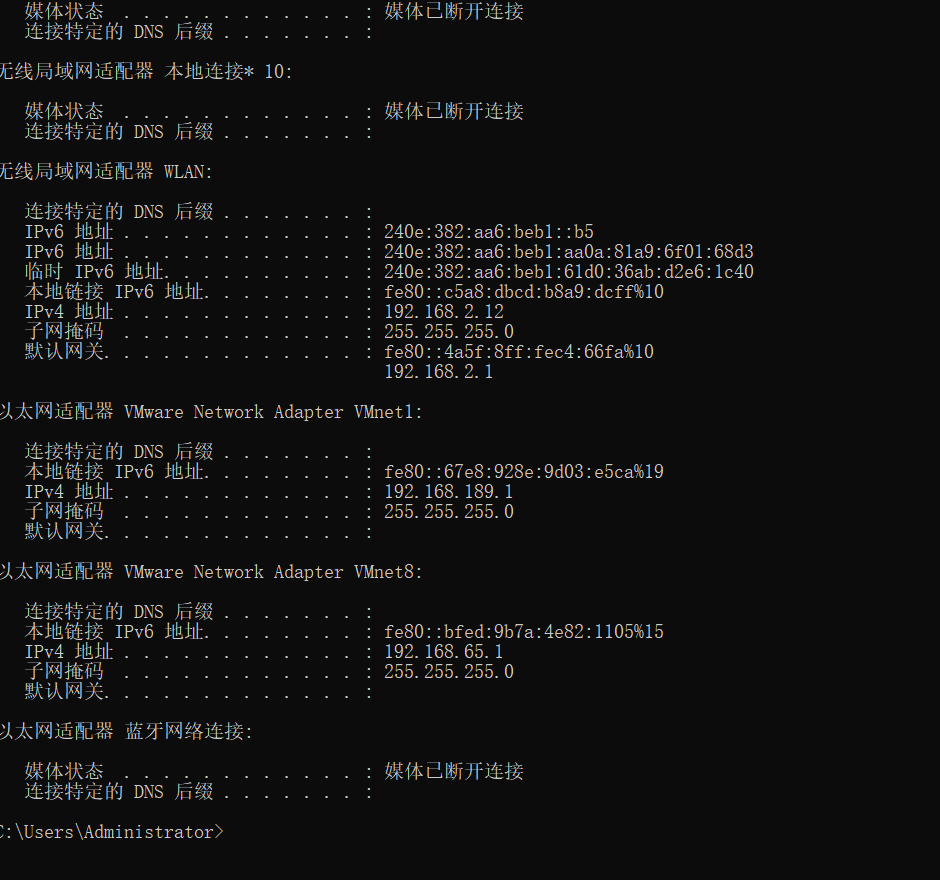 媒体状态  . . . . . . . . . . . . : 媒体已断开连接
连接特定的 DNS 后缀 . . . . . . . :
无线局域网适配器 本地连接* 10:
媒体状态  . . . . . . . . . . . . : 媒体已断开连接
连接特定的 DNS 后缀 . . . . . . . :
无线局域网适配器 WLAN:
连接特定的 DNS 后缀 . . . . . . . :
IPv6 地址 . . . . . . . . . . . . : 240e:382:aa6:beb1::b5
IPv6 地址 . . . . . . . . . . . . : 240e:382:aa6:beb1:aa0a:81a9:6f01:68d3
临时 IPv6 地址. . . . . . . . . . : 240e:382:aa6:beb1:61d0:36ab:d2e6:1c40
本地链接 IPv6 地址. . . . . . . . : fe80::c5a8:dbcd:b8a9:dcff%10
IPv4 地址 . . . . . . . . . . . . : 192.168.2.12
子网掩码  . . . . . . . . . . . . : 255.255.255.0
默认网关. . . . . . . . . . . . . : fe80::4a5f:8ff:fec4:66fa%10
192.168.2.1
以太网适配器 VMware Network Adapter VMnet1:
连接特定的 DNS 后缀 . . . . . . . :
本地链接 IPv6 地址. . . . . . . . : fe80::67e8:928e:9d03:e5ca%19
IPv4 地址 . . . . . . . . . . . . : 192.168.189.1
子网掩码  . . . . . . . . . . . . : 255.255.255.0
默认网关. . . . . . . . . . . . . :
以太网适配器 VMware Network Adapter VMnet8:
连接特定的 DNS 后缀 . . . . . . . :
本地链接 IPv6 地址. . . . . . . . : fe80::bfed:9b7a:4e82:1105%15
IPv4 地址 . . . . . . . . . . . . : 192.168.65.1
子网掩码  . . . . . . . . . . . . : 255.255.255.0
默认网关. . . . . . . . . . . . . :
以太网适配器 蓝牙网络连接:
媒体状态  . . . . . . . . . . . . : 媒体已断开连接
连接特定的 DNS 后缀 . . . . . . . :
C:\Users\Administrator>